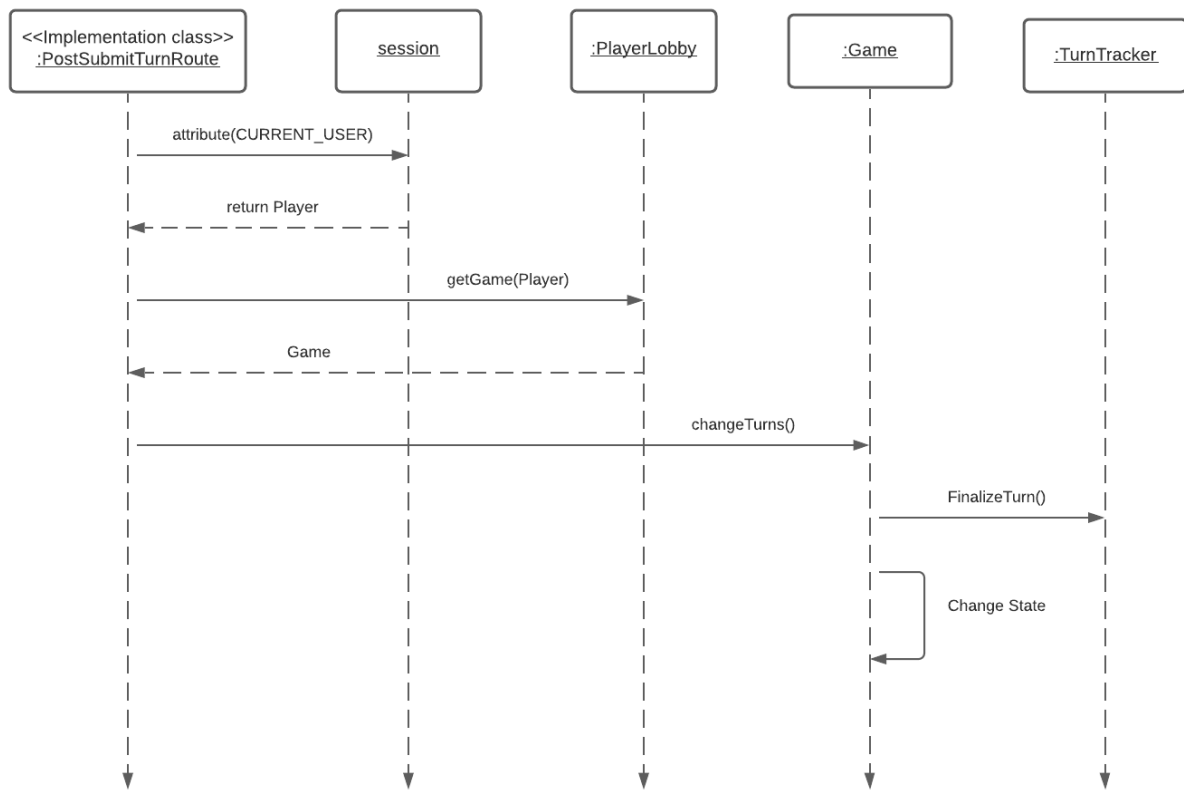 <<Implementation class>>
:PostSubmitTurnRoute
session
:PlayerLobby
:Game
:TurnTracker
attribute(CURRENT_USER)
return Player
getGame(Player)
Game
changeTurns()
FinalizeTurn()
Change State